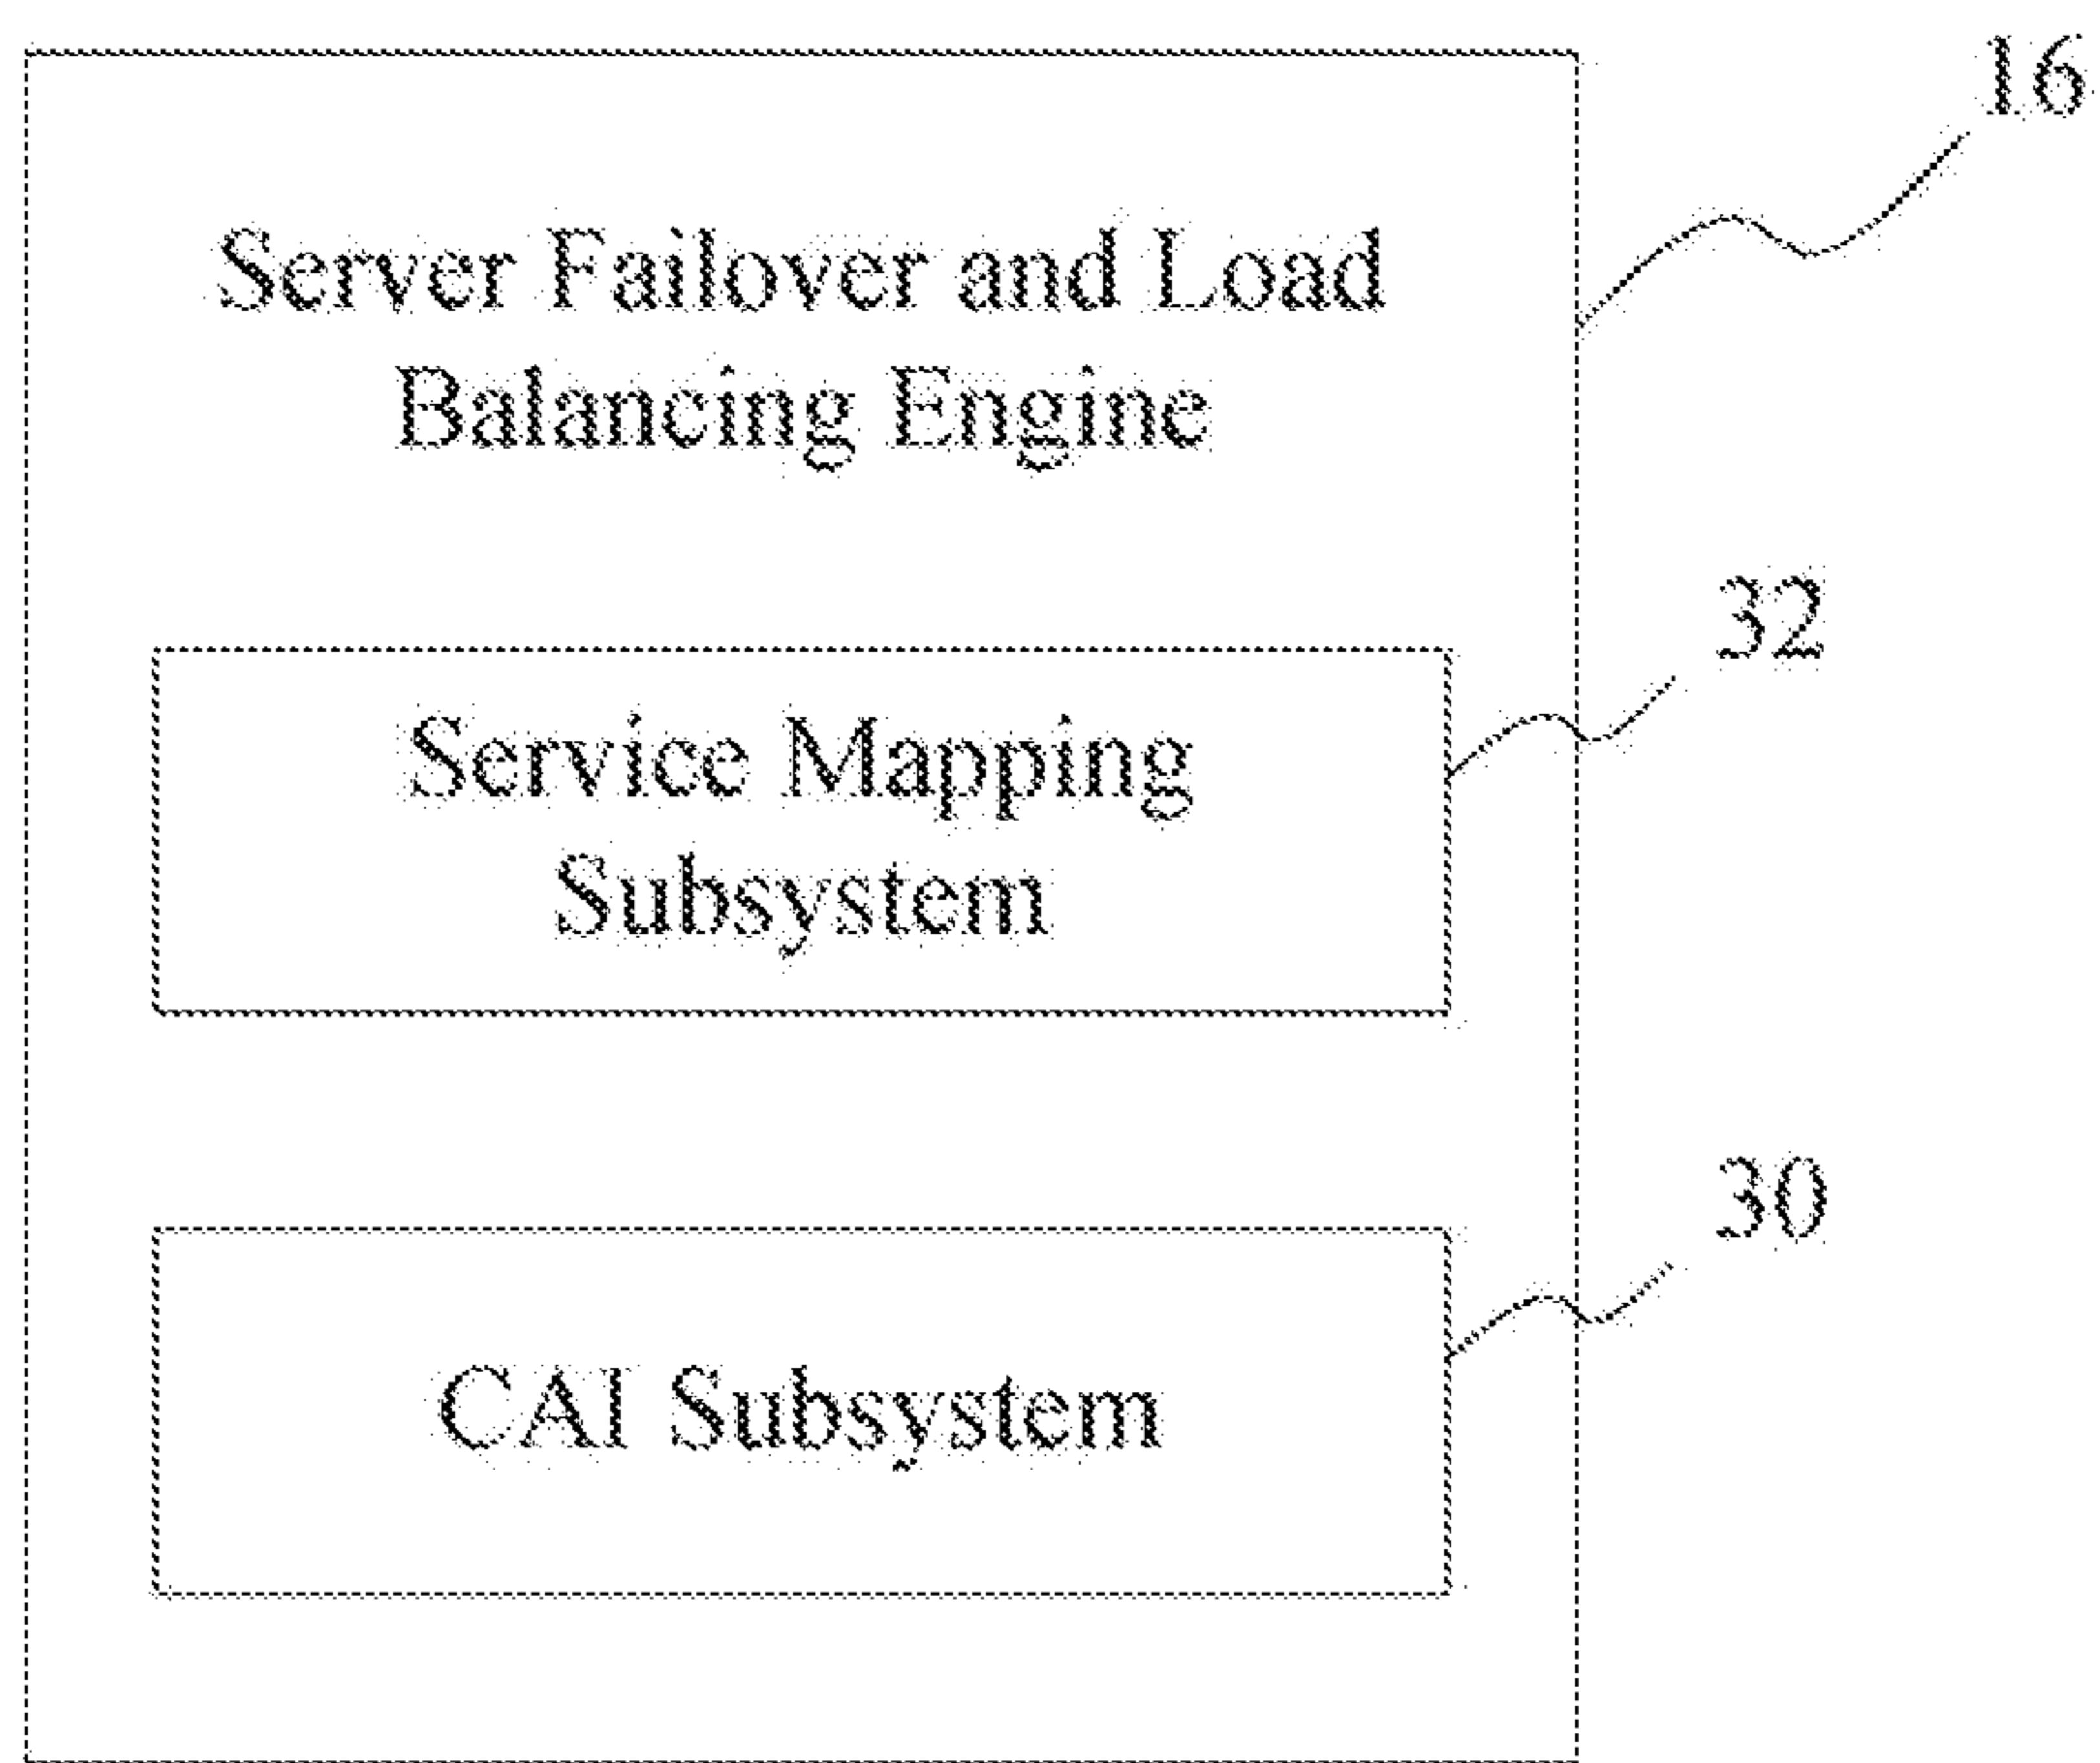 16
Server Failover and Load
Balancing Engine
32
Service Mapping
Subsystem
30
CAI Subsystem